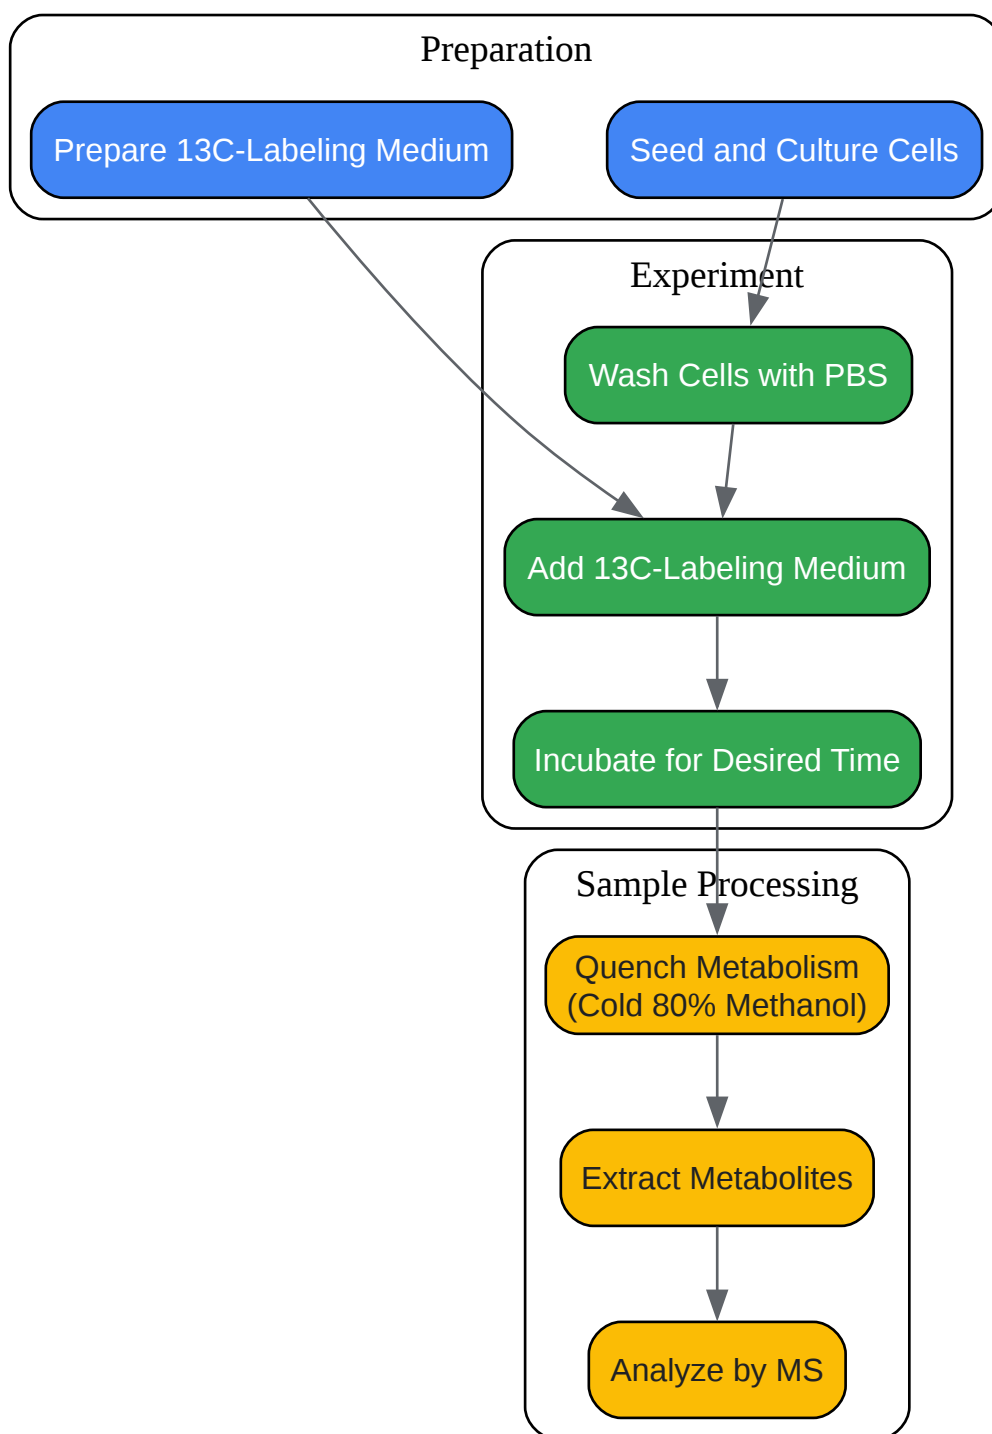 Preparation
Prepare 13C-Labeling Medium
Seed and Culture Cells
Experiment
Wash Cells with PBS
Add 13C-Labeling Medium
Incubate for Desired Time
Sample Processing
Quench Metabolism
(Cold 80% Methanol)
Extract Metabolites
Analyze by MS